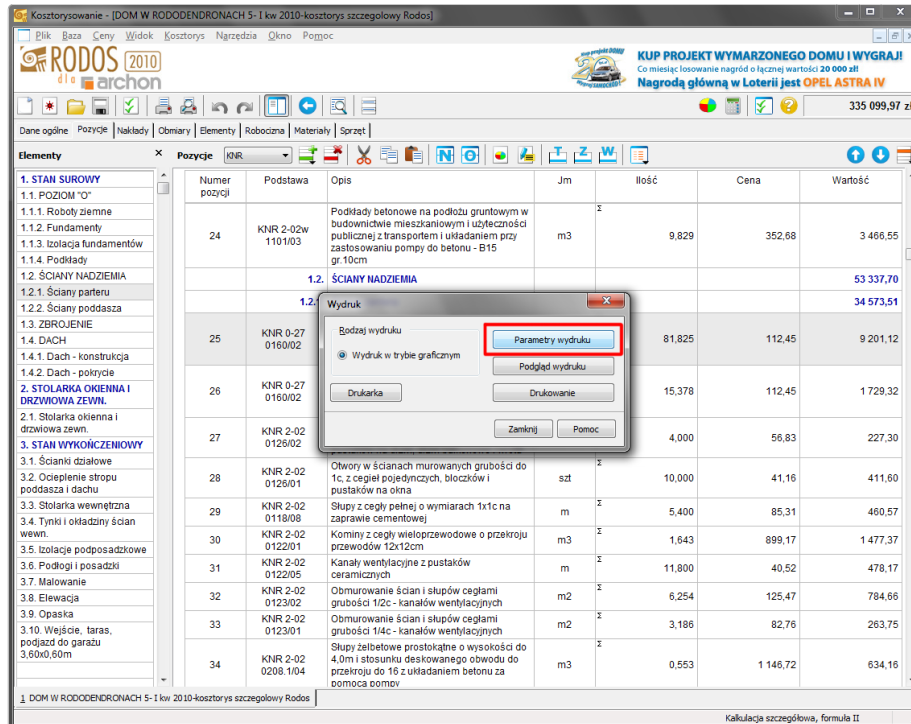 Kosztorysowanie - [DOM W RODODENDRONACH 5- I kw 2010-kosztorys szczegolowy Rodos]
Plik Baza Ceny Widok Kosztorys Narzędzia Okno Pomoc
RODOS 2010
dla archon
KUP PROJEKT WYMARZONEGO DOMU I WYGRAJ!
Co miesiąc losowanie nagród o łącznej wartości 20 000 zł!
Nagrodą główną w Loterii jest OPEL ASTRA IV
335 099,97 zł
Dane ogólne Pozycje Nakłady Obmiary Elementy Robocizna Materiały Sprzęt
Elementy × Pozycje KNR
Numer pozycji Podstawa Opis Jm Ilość Cena Wartość
1. STAN SUROWY
1.1. POZIOM "O"
1.1.1. Roboty ziemne
1.1.2. Fundamenty
1.1.3. Izolacja fundamentów
1.1.4. Podkłady
1.2. ŚCIANY NADZIEMIA
1.2.1. Ściany parteru
1.2.2. Ściany poddasza
1.3. ZBROJENIE
1.4. DACH
1.4.1. Dach - konstrukcja
1.4.2. Dach - pokrycie
2. STOLARKA OKIENNA I
DRZWIOWA ZEWN.
2.1. Stolarka okienna i
drzwiowa zewn.
3. STAN WYKOŃCZENIOWY
3.1. Ścianki działowe
3.2. Ocieplenie stropu
poddasza i dachu
3.3. Stolarka wewnętrzna
3.4. Tynki i okładziny ścian
wewn.
3.5. Izolacje podposadzkowe
3.6. Podłogi i posadzki
3.7. Malowanie
3.8. Elewacja
3.9. Opaska
3.10. Wejście, taras,
podjazd do garażu
3,60x0,60m
24 KNR 2-02w 1101/03
Podkłady betonowe na podłożu gruntowym w
budownictwie mieszkaniowym i użyteczności
publicznej z transportem i układaniem przy
zastosowaniu pompy do betonu - B15
gr.10cm
m3 Σ 9,829 352,68 3 466,55
1.2. ŚCIANY NADZIEMIA 53 337,70
1.2. 34 573,51
25 KNR 0-27 0160/02 81,825 112,45 9 201,12
26 KNR 0-27 0160/02 15,378 112,45 1 729,32
27 KNR 2-02 0126/02 4,000 56,83 227,30
Wydruk
Rodzaj wydruku
Wydruk w trybie graficznym
Parametry wydruku
Podgląd wydruku
Drukarka Drukowanie
Zamknij Pomoc
28 KNR 2-02 0126/01
Otwory w ścianach murowanych grubości do
1c, z cegieł pojedynczych, bloczków i
pustaków na okna
szt Σ 10,000 41,16 411,60
29 KNR 2-02 0118/08
Słupy z cegły pełnej o wymiarach 1x1c na
zaprawie cementowej
m Σ 5,400 85,31 460,57
30 KNR 2-02 0122/01
Kominy z cegły wieloprzewodowe o przekroju
przewodów 12x12cm
m3 Σ 1,643 899,17 1 477,37
31 KNR 2-02 0122/05
Kanały wentylacyjne z pustaków
ceramicznych
m Σ 11,800 40,52 478,17
32 KNR 2-02 0123/02
Obmurowanie ścian i słupów cegłami
grubości 1/2c - kanałów wentylacyjnych
m2 Σ 6,254 125,47 784,66
33 KNR 2-02 0123/01
Obmurowanie ścian i słupów cegłami
grubości 1/4c - kanałów wentylacyjnych
m2 Σ 3,186 82,76 263,75
34 KNR 2-02 0208.1/04
Słupy żelbetowe prostokątne o wysokości do
4,0m i stosunku deskowanego obwodu do
przekroju do 16 z układaniem betonu za
pomocą pompy
m3 Σ 0,553 1 146,72 634,16
1 DOM W RODODENDRONACH 5- I kw 2010-kosztorys szczegolowy Rodos
Kalkulacja szczegółowa, formuła II